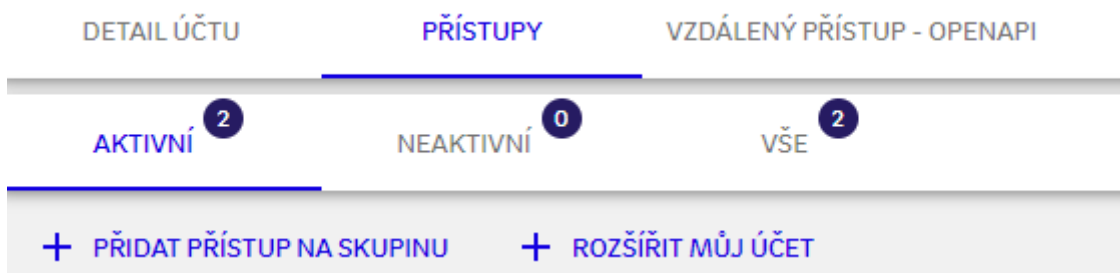 DETAIL ÚČTU PŘÍSTUPY VZDÁLENÝ PŘÍSTUP - OPENAPI
AKTIVNÍ 2 NEAKTIVNÍ 0 VŠE 2
+ PŘIDAT PŘÍSTUP NA SKUPINU + ROZŠÍŘIT MŮJ ÚČET